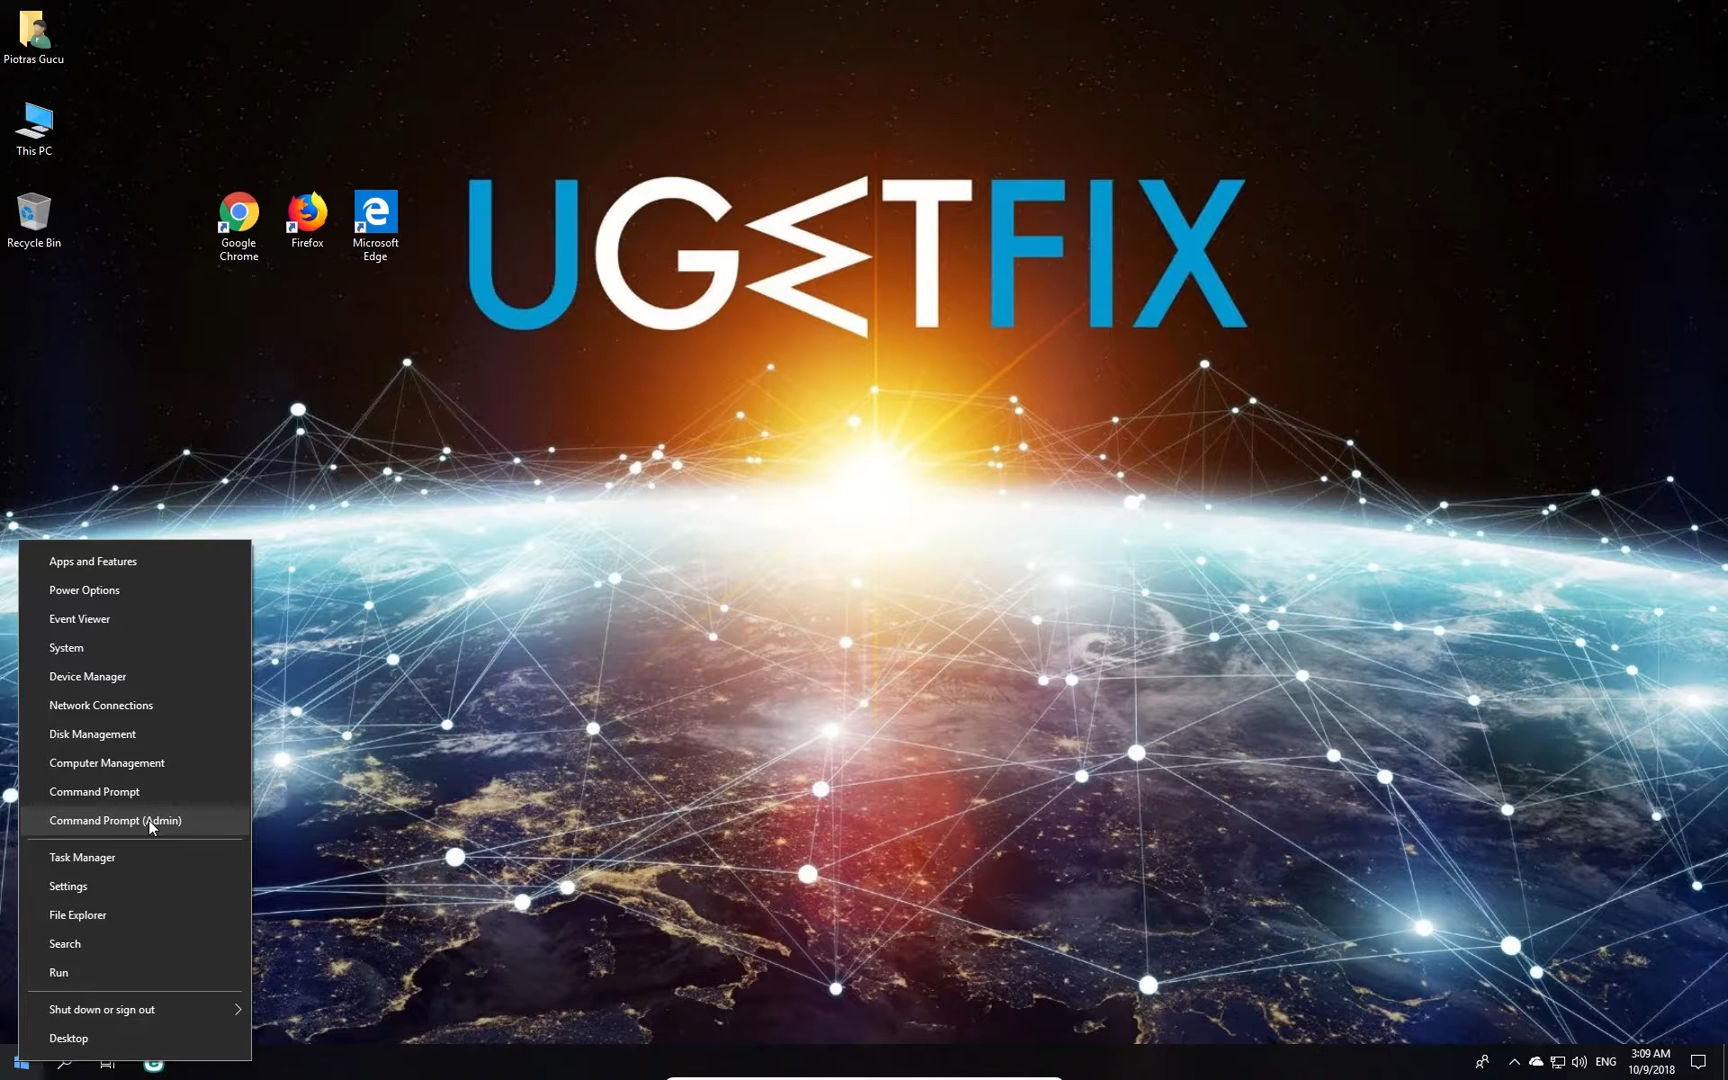 Piotras Gucu
This PC
Recycle Bin
Google
Chrome
Firefox
Microsoft
Edge
UGETFIX
Apps and Features
Power Options
Event Viewer
System
Device Manager
Network Connections
Disk Management
Computer Management
Command Prompt
Command Prompt (Admin)
Task Manager
Settings
File Explorer
Search
Run
Shut down or sign out
Desktop
ENG
3:09 AM
10/9/2018